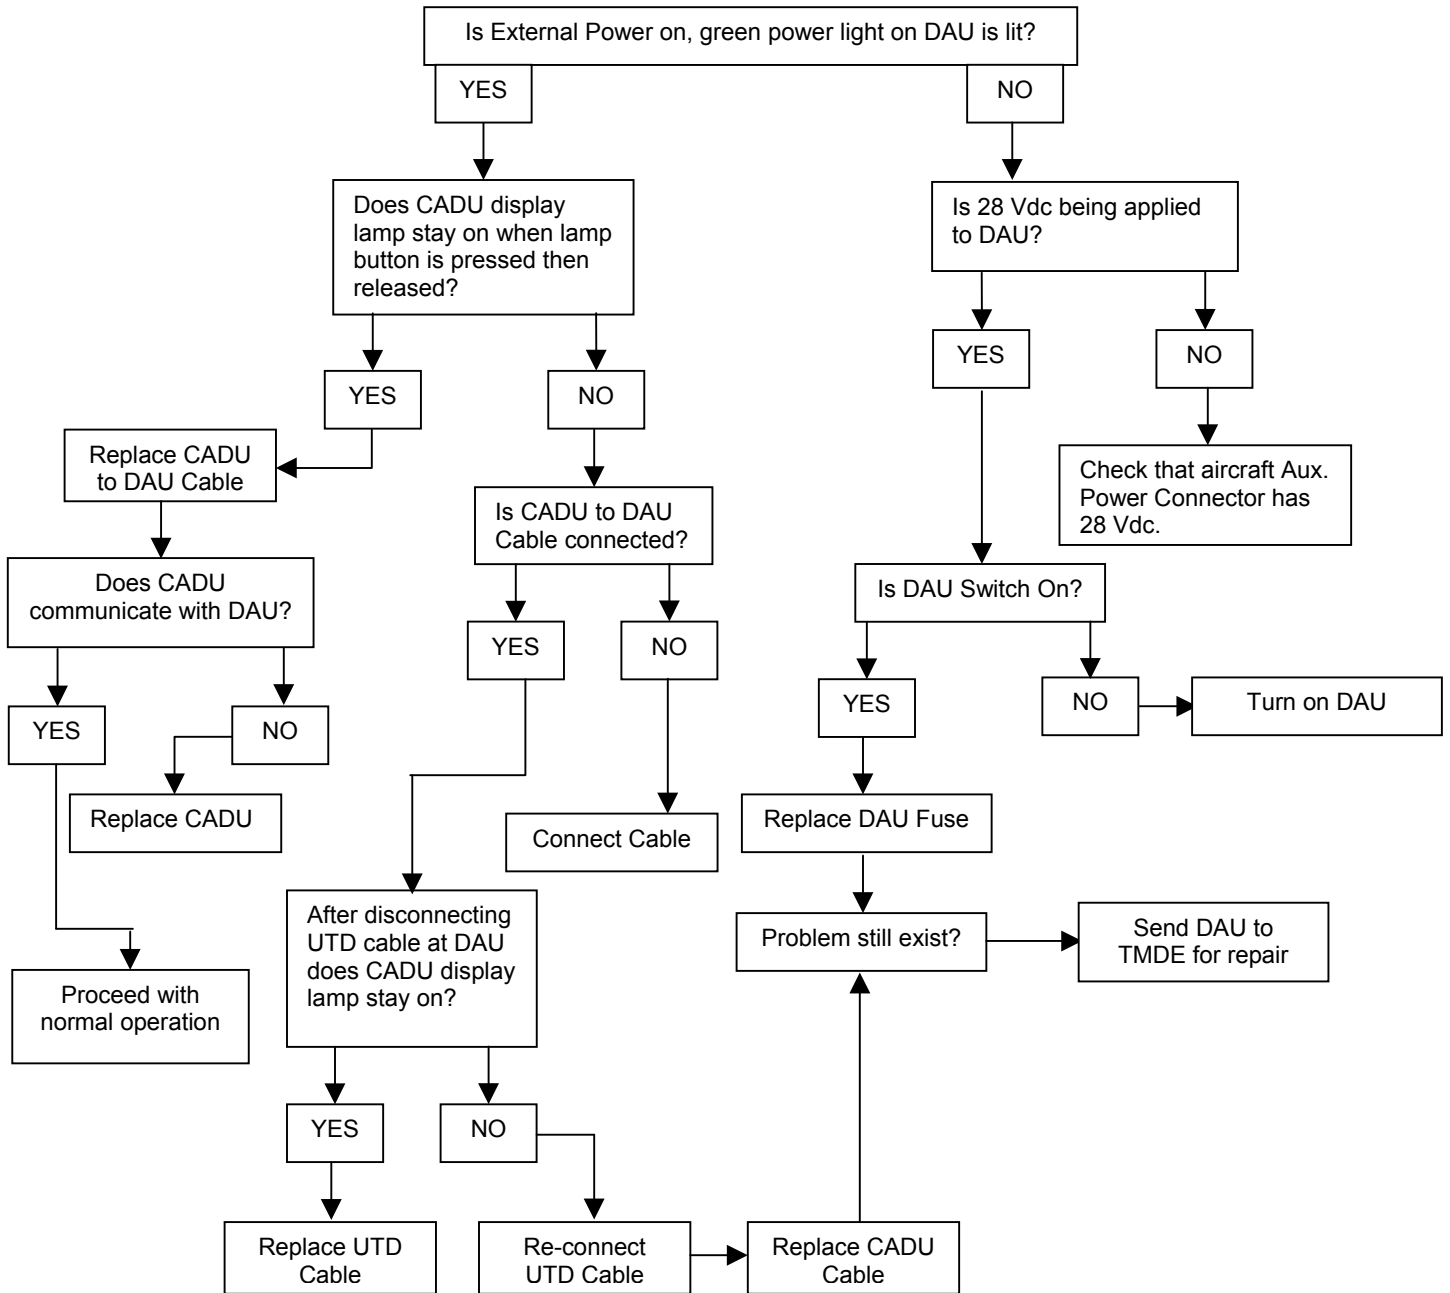 Is External Power on, green power light on DAU is lit?
YES
NO
Does CADU display
lamp stay on when lamp
button is pressed then
released?
Is 28 Vdc being applied
to DAU?
YES
NO
YES
NO
Replace CADU
to DAU Cable
Is CADU to DAU
Cable connected?
Check that aircraft Aux.
Power Connector has
28 Vdc.
Does CADU
communicate with DAU?
Is DAU Switch On?
YES
NO
YES
NO
YES
NO
Turn on DAU
Replace CADU
Connect Cable
Replace DAU Fuse
After disconnecting
UTD cable at DAU
does CADU display
lamp stay on?
Problem still exist?
Send DAU to
TMDE for repair
Proceed with
normal operation
YES
NO
Replace UTD
Cable
Re-connect
UTD Cable
Replace CADU
Cable